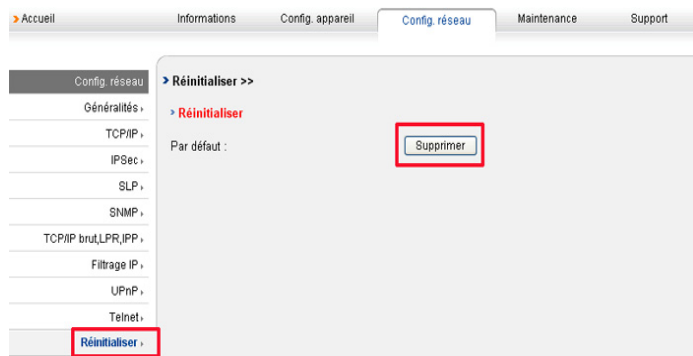 Accueil
Informations
Config. appareil
Config. réseau
Maintenance
Support
Config. réseau
Généralités
TCP/IP
IPSec
SLP
SNMP
TCP/IP brut,LPR,IPP
Filtrage IP
UPnP
Telnet
Réinitialiser
Réinitialiser >>
Réinitialiser
Par défaut :
Supprimer